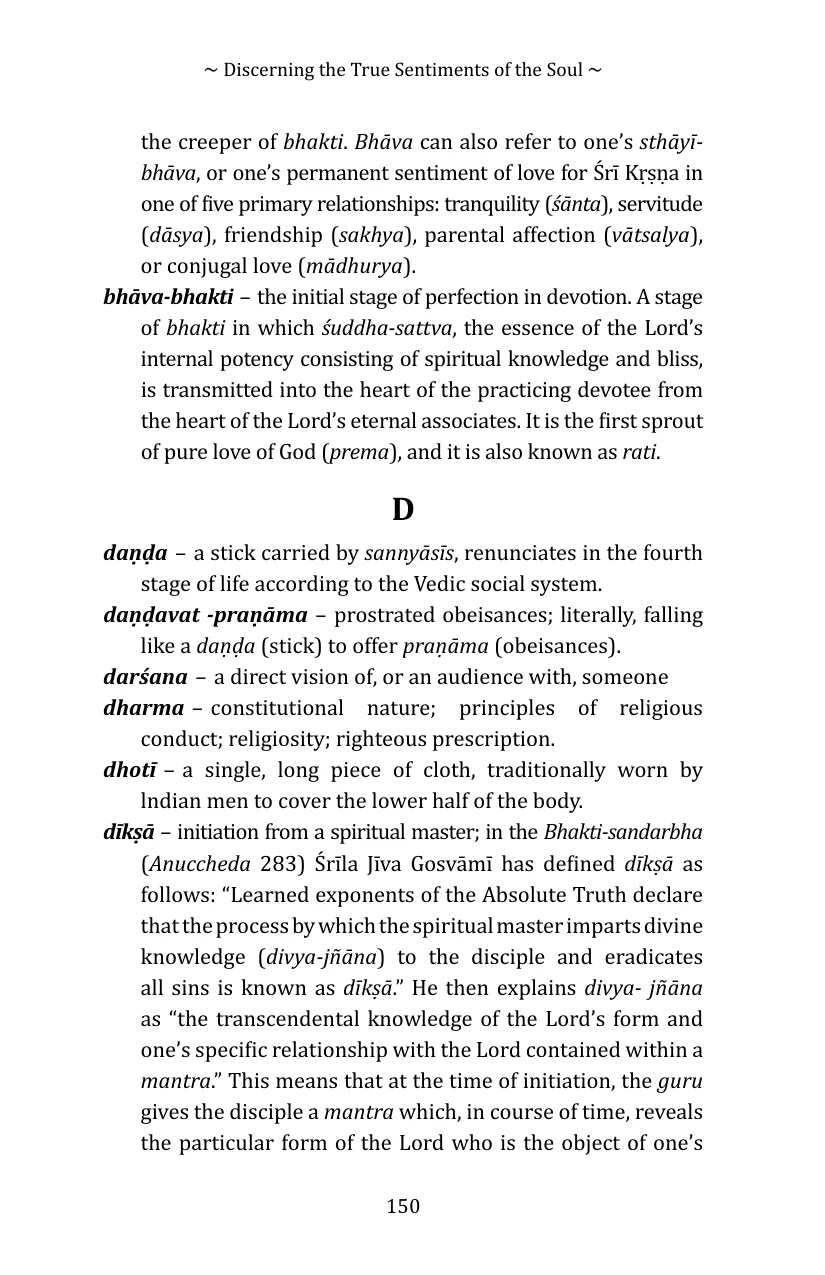 ~ Discerning the True Sentiments of the Soul ~
the creeper of bhakti. Bhāva can also refer to one’s sthāyī-
bhāva, or one’s permanent sentiment of love for Śrī Kṛṣṇa in
one of five primary relationships: tranquility (śānta), servitude
(dāsya), friendship (sakhya), parental affection (vātsalya),
or conjugal love (mādhurya).
bhāva-bhakti – the initial stage of perfection in devotion. A stage
of bhakti in which śuddha-sattva, the essence of the Lord’s
internal potency consisting of spiritual knowledge and bliss,
is transmitted into the heart of the practicing devotee from
the heart of the Lord’s eternal associates. It is the first sprout
of pure love of God (prema), and it is also known as rati.
D
daṇḍa – a stick carried by sannyāsīs, renunciates in the fourth
stage of life according to the Vedic social system.
daṇḍavat -praṇāma – prostrated obeisances; literally, falling
like a daṇḍa (stick) to offer praṇāma (obeisances).
darśana – a direct vision of, or an audience with, someone
dharma – constitutional nature; principles of religious
conduct; religiosity; righteous prescription.
dhotī – a single, long piece of cloth, traditionally worn by
lndian men to cover the lower half of the body.
dīkṣā – initiation from a spiritual master; in the Bhakti-sandarbha
(Anuccheda 283) Śrīla Jīva Gosvāmī has defined dīkṣā as
follows: “Learned exponents of the Absolute Truth declare
that the process by which the spiritual master imparts divine
knowledge (divya-jñāna) to the disciple and eradicates
all sins is known as dīkṣā.” He then explains divya- jñāna
as “the transcendental knowledge of the Lord’s form and
one’s specific relationship with the Lord contained within a
mantra.” This means that at the time of initiation, the guru
gives the disciple a mantra which, in course of time, reveals
the particular form of the Lord who is the object of one’s
150